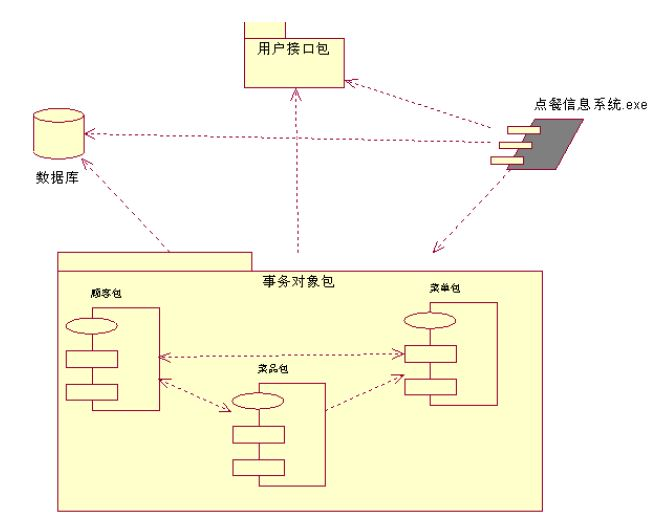 用户接口包
点餐信息系统.exe
数据库
事务对象包
顾客包
菜单包
菜品包